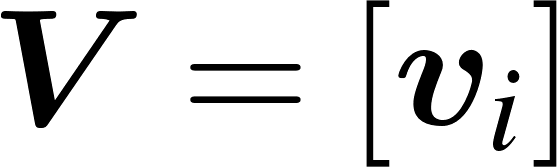 V = [v_i]